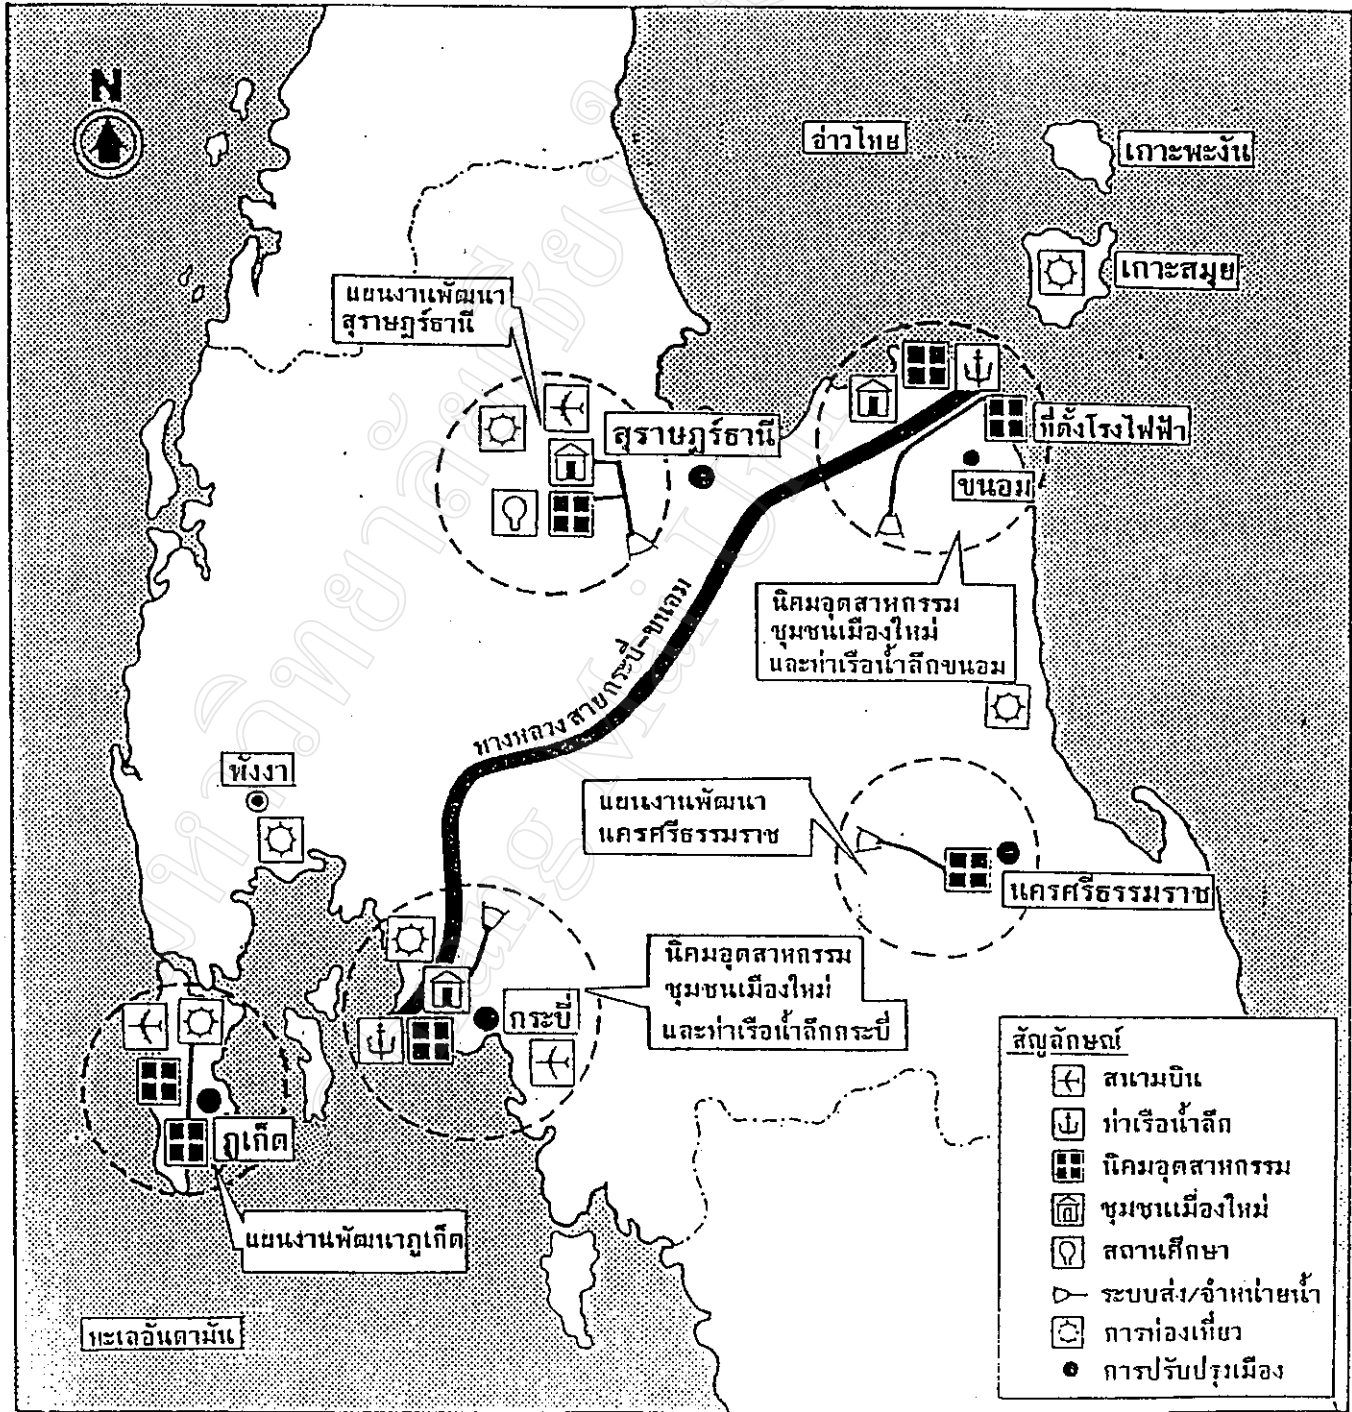 N
อ่าวไทย
เกาะพะงัน
เกาะสมุย
แผนงานพัฒนา
สุราษฎร์ธานี
สุราษฎร์ธานี
ที่ตั้งโรงไฟฟ้า
ขนอม
นิคมอุตสาหกรรม
ชุมชนเมืองใหม่
และท่าเรือน้ำลึกขนอม
ทางหลวงสายกระบี่-ขนอม
พังงา
แผนงานพัฒนา
นครศรีธรรมราช
นครศรีธรรมราช
นิคมอุตสาหกรรม
ชุมชนเมืองใหม่
และท่าเรือน้ำลึกกระบี่
กระบี่
ภูเก็ต
แผนงานพัฒนาภูเก็ต
ทะเลอันดามัน
สัญลักษณ์
สนามบิน
ท่าเรือน้ำลึก
นิคมอุตสาหกรรม
ชุมชนเมืองใหม่
สถานศึกษา
ระบบส่ง/จำหน่ายน้ำ
การท่องเที่ยว
การปรับปรุงเมือง